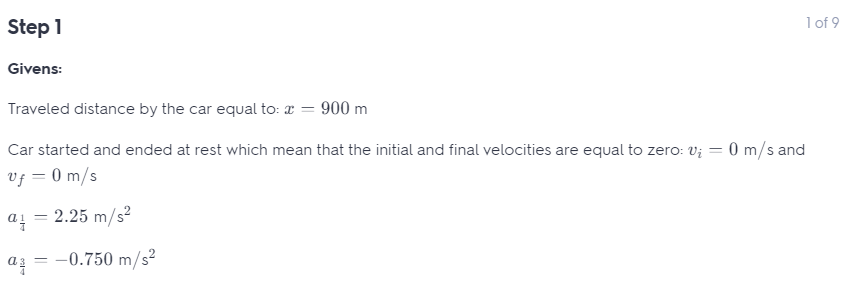 Step 1
1 of 9
Givens:
Traveled distance by the car equal to: x = 900 m
Car started and ended at rest which mean that the initial and final velocities are equal to zero: v_i = 0 m/s and
v_f = 0 m/s
a_{1/4} = 2.25 m/s²
a_{3/4} = −0.750 m/s²